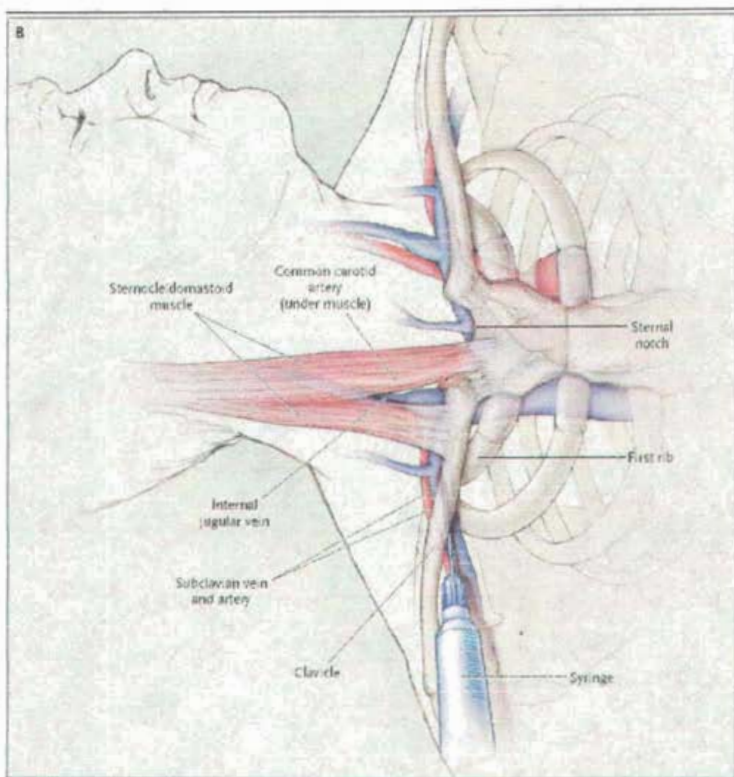 B
Sternocleidomastoid
muscle
Common carotid
artery
(under muscle)
Sternal
notch
First rib
Internal
jugular vein
Subclavian vein
and artery
Clavicle
Syringe